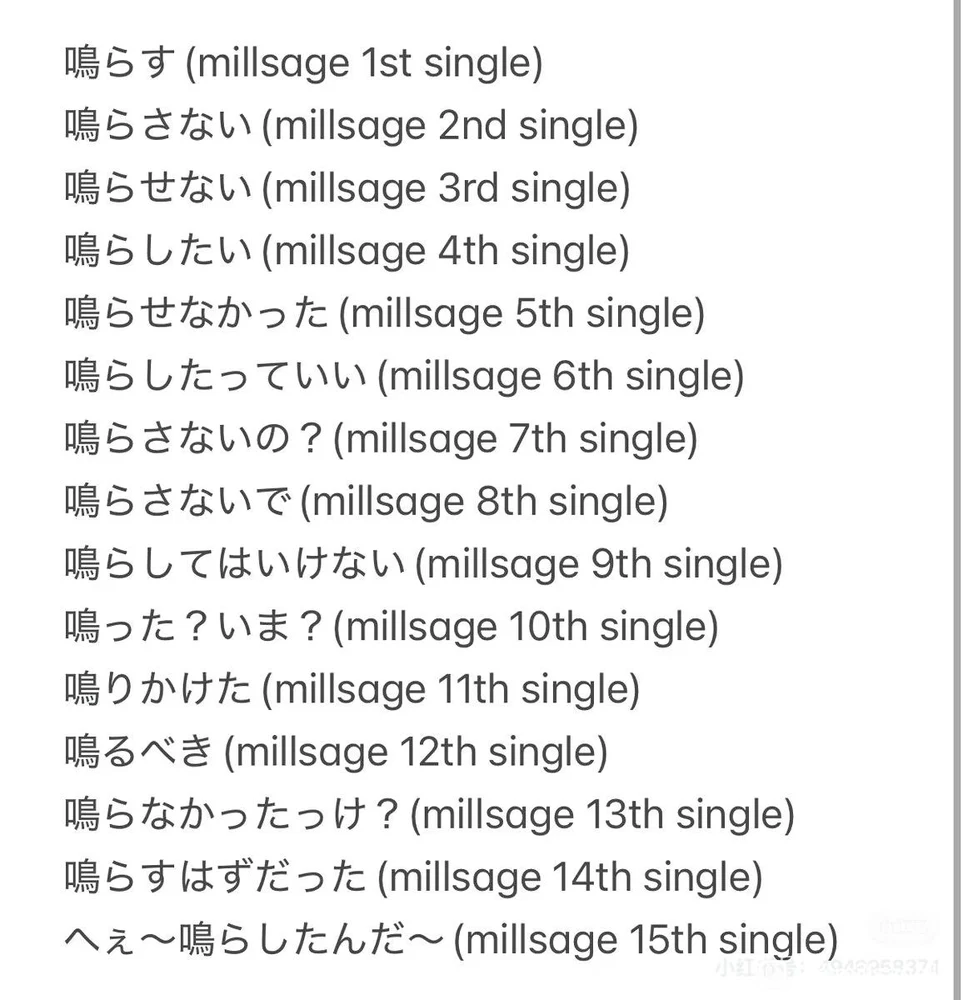 鳴らす (millsage 1st single)
鳴らさない (millsage 2nd single)
鳴らせない (millsage 3rd single)
鳴らしたい (millsage 4th single)
鳴らせなかった (millsage 5th single)
鳴らしたっていい (millsage 6th single)
鳴らさないの？(millsage 7th single)
鳴らさないで (millsage 8th single)
鳴らしてはいけない (millsage 9th single)
鳴った？いま？(millsage 10th single)
鳴りかけた (millsage 11th single)
鳴るべき (millsage 12th single)
鳴らなかったっけ？(millsage 13th single)
鳴らすはずだった (millsage 14th single)
へぇ〜鳴らしたんだ〜 (millsage 15th single)